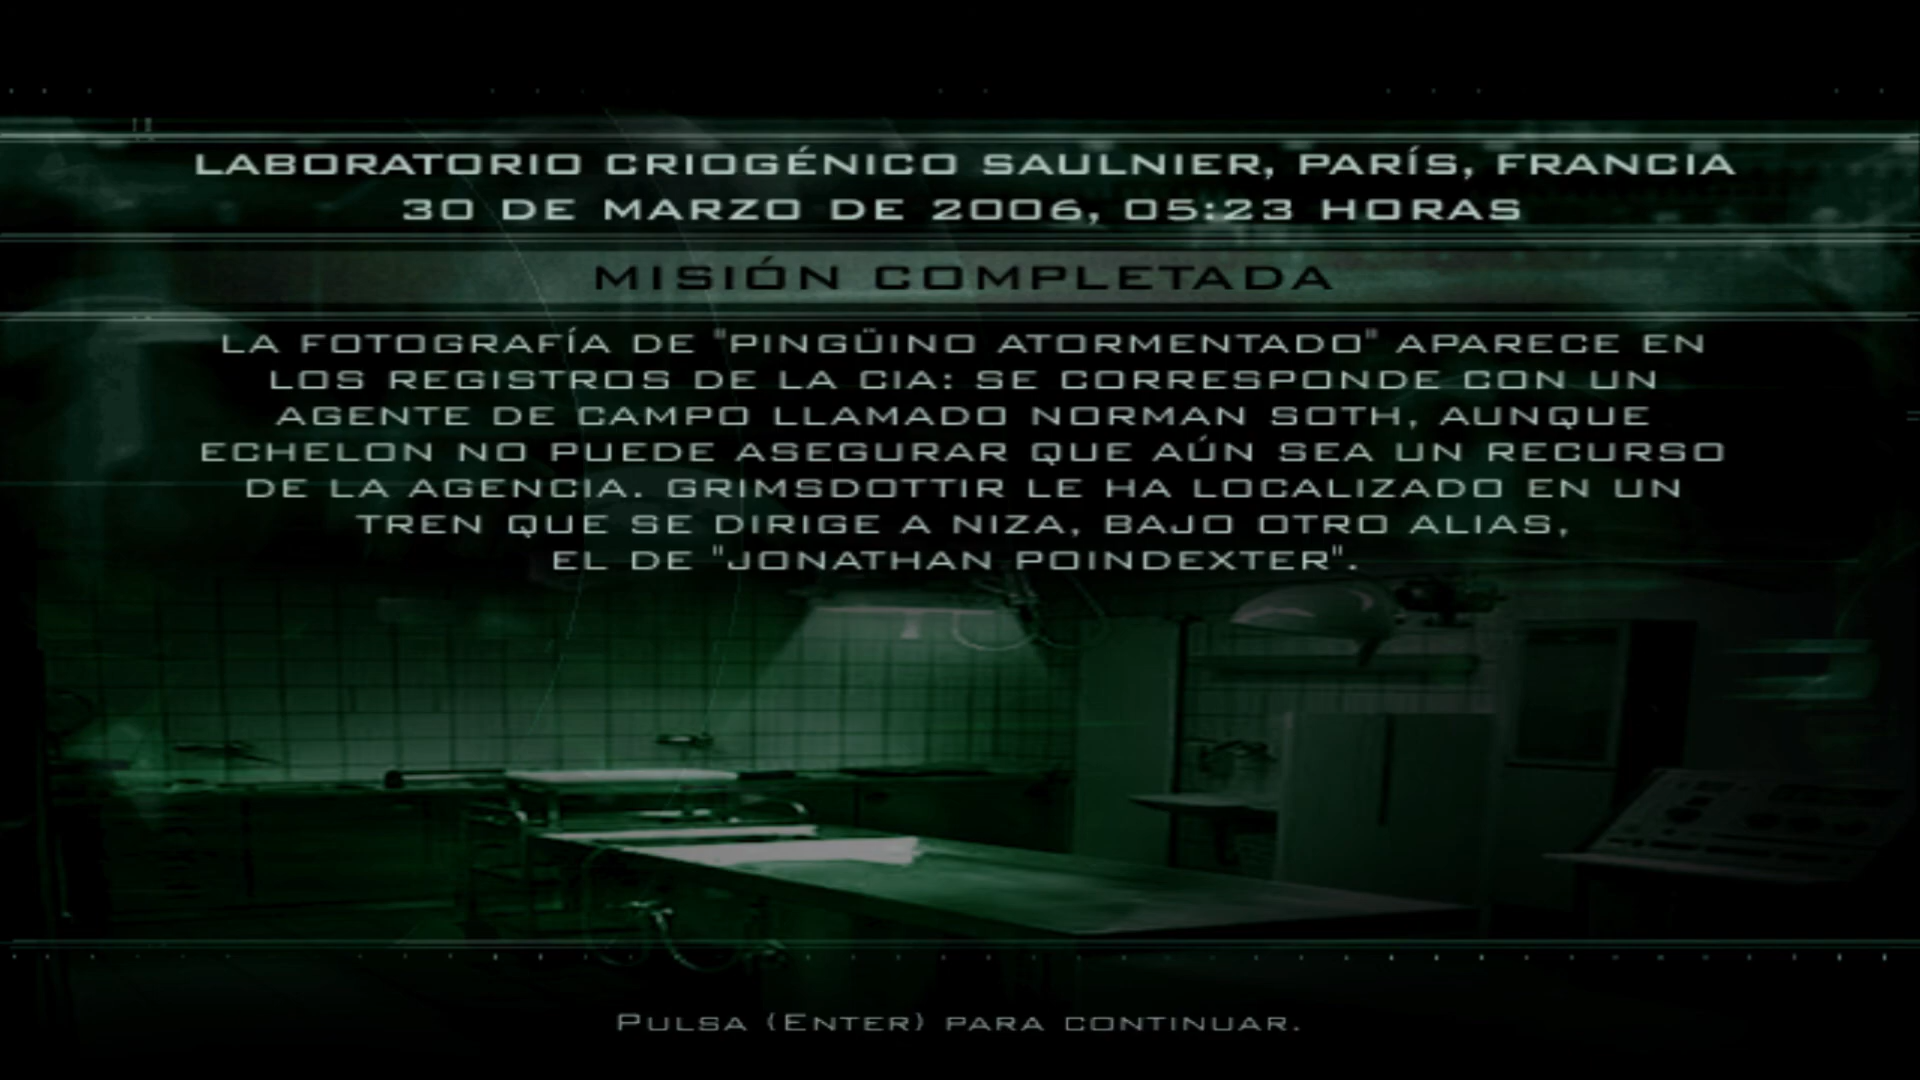 LABORATORIO CRIOGÉNICO SAULNIER, PARÍS, FRANCIA
30 DE MARZO DE 2006, 05:23 HORAS
MISIÓN COMPLETADA
LA FOTOGRAFÍA DE "PINGÜINO ATORMENTADO" APARECE EN
LOS REGISTROS DE LA CIA: SE CORRESPONDE CON UN
AGENTE DE CAMPO LLAMADO NORMAN SOTH, AUNQUE
ECHELON NO PUEDE ASEGURAR QUE AÚN SEA UN RECURSO
DE LA AGENCIA. GRIMSDOTTIR LE HA LOCALIZADO EN UN
TREN QUE SE DIRIGE A NIZA, BAJO OTRO ALIAS,
EL DE "JONATHAN POINDEXTER".
PULSA (ENTER) PARA CONTINUAR.